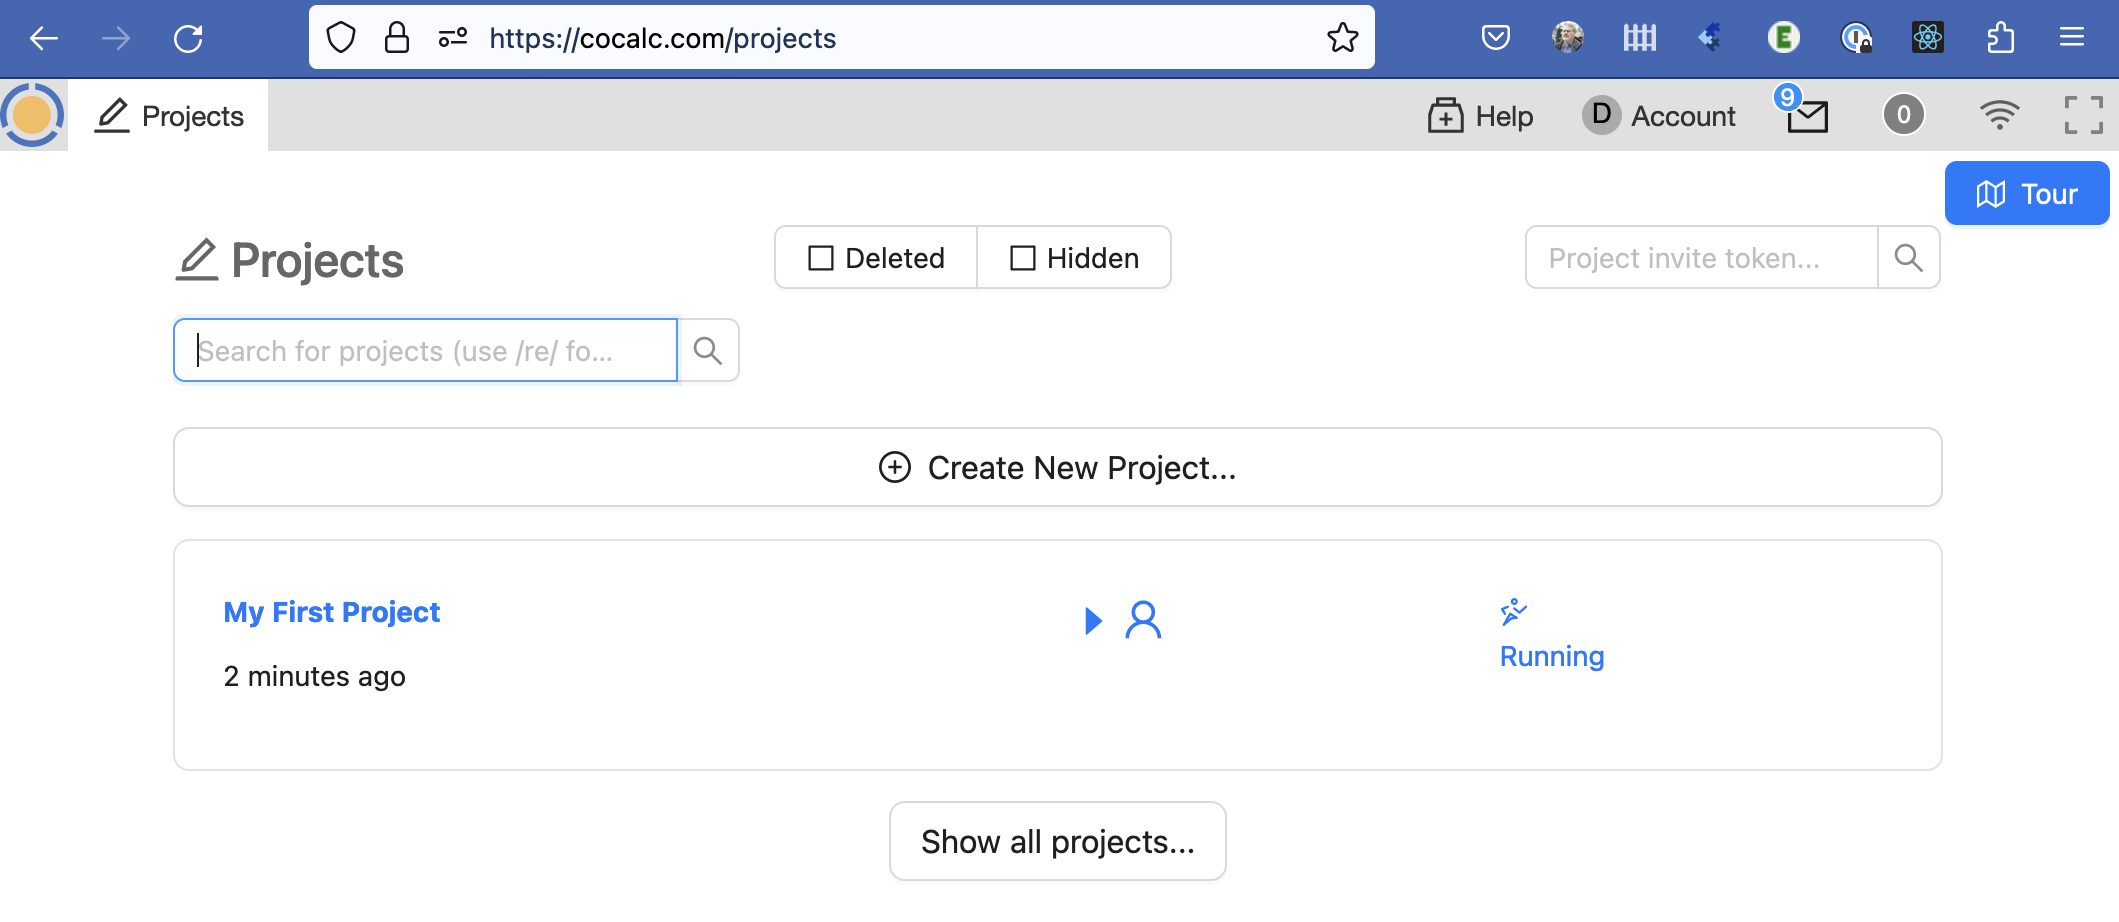 https://cocalc.com/projects
Projects
Help
D Account
9
0
Tour
Projects
Deleted
Hidden
Project invite token...
Search for projects (use /re/ fo...
Create New Project...
My First Project
2 minutes ago
Running
Show all projects...